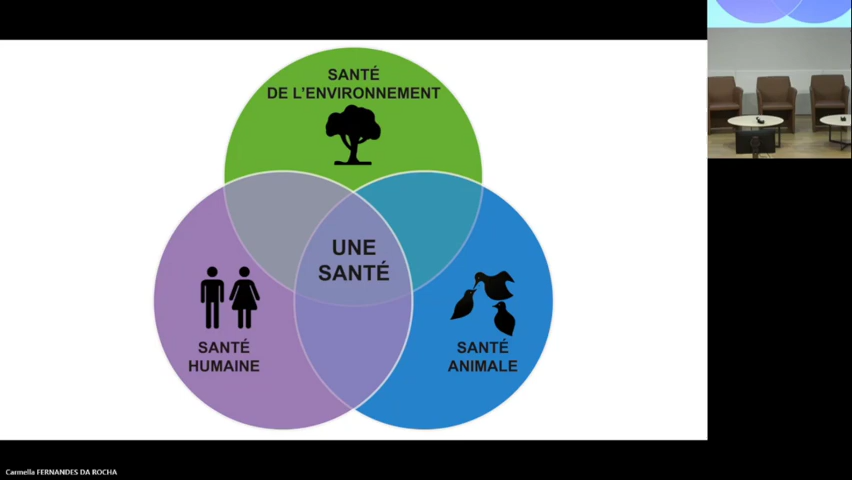 SANTÉ
DE L'ENVIRONNEMENT
UNE
SANTÉ
SANTÉ
HUMAINE
SANTÉ
ANIMALE
Carmella FERNANDES DA ROCHA